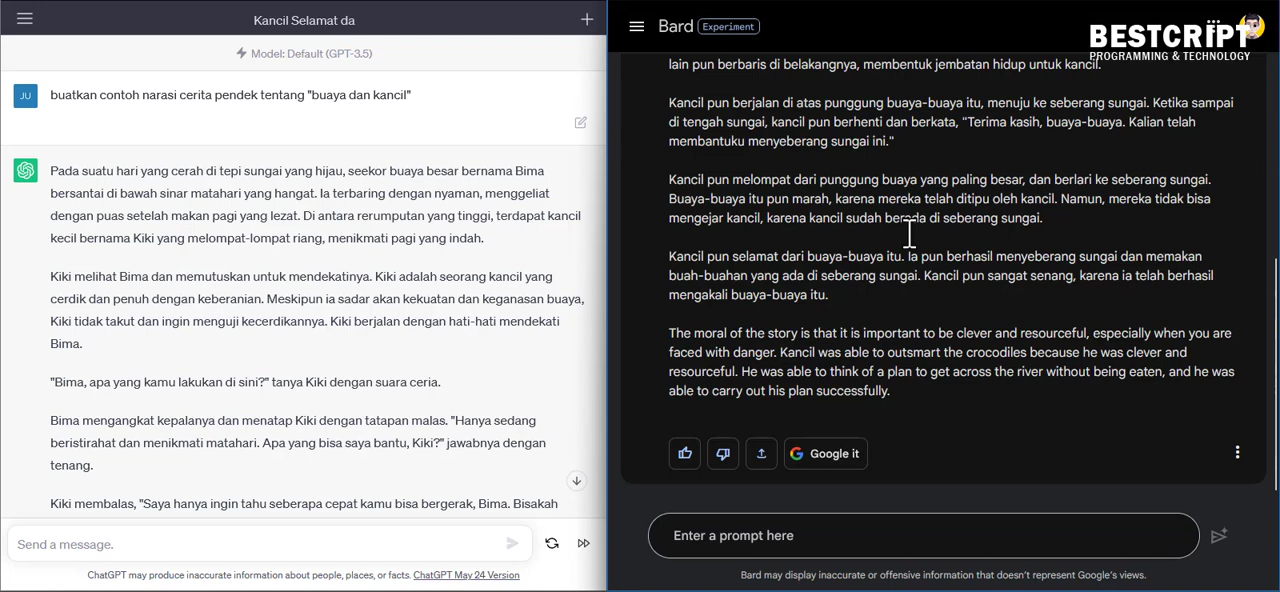 Kancil Selamat da
Model: Default (GPT-3.5)
JU
buatkan contoh narasi cerita pendek tentang "buaya dan kancil"
Pada suatu hari yang cerah di tepi sungai yang hijau, seekor buaya besar bernama Bima
bersantai di bawah sinar matahari yang hangat. Ia terbaring dengan nyaman, menggeliat
dengan puas setelah makan pagi yang lezat. Di antara rerumputan yang tinggi, terdapat kancil
kecil bernama Kiki yang melompat-lompat riang, menikmati pagi yang indah.
Kiki melihat Bima dan memutuskan untuk mendekatinya. Kiki adalah seorang kancil yang
cerdik dan penuh dengan keberanian. Meskipun ia sadar akan kekuatan dan keganasan buaya,
Kiki tidak takut dan ingin menguji kecerdikannya. Kiki berjalan dengan hati-hati mendekati
Bima.
"Bima, apa yang kamu lakukan di sini?" tanya Kiki dengan suara ceria.
Bima mengangkat kepalanya dan menatap Kiki dengan tatapan malas. "Hanya sedang
beristirahat dan menikmati matahari. Apa yang bisa saya bantu, Kiki?" jawabnya dengan
tenang.
Kiki membalas, "Saya hanya ingin tahu seberapa cepat kamu bisa bergerak, Bima. Bisakah
Send a message.
ChatGPT may produce inaccurate information about people, places, or facts. ChatGPT May 24 Version
Bard Experiment
BESTCRIPT
PROGRAMMING & TECHNOLOGY
lain pun berbaris di belakangnya, membentuk jembatan hidup untuk kancil.
Kancil pun berjalan di atas punggung buaya-buaya itu, menuju ke seberang sungai. Ketika sampai
di tengah sungai, kancil pun berhenti dan berkata, "Terima kasih, buaya-buaya. Kalian telah
membantuku menyeberang sungai ini."
Kancil pun melompat dari punggung buaya yang paling besar, dan berlari ke seberang sungai.
Buaya-buaya itu pun marah, karena mereka telah ditipu oleh kancil. Namun, mereka tidak bisa
mengejar kancil, karena kancil sudah berada di seberang sungai.
Kancil pun selamat dari buaya-buaya itu. Ia pun berhasil menyeberang sungai dan memakan
buah-buahan yang ada di seberang sungai. Kancil pun sangat senang, karena ia telah berhasil
mengakali buaya-buaya itu.
The moral of the story is that it is important to be clever and resourceful, especially when you are
faced with danger. Kancil was able to outsmart the crocodiles because he was clever and
resourceful. He was able to think of a plan to get across the river without being eaten, and he was
able to carry out his plan successfully.
Google it
Enter a prompt here
Bard may display inaccurate or offensive information that doesn't represent Google's views.